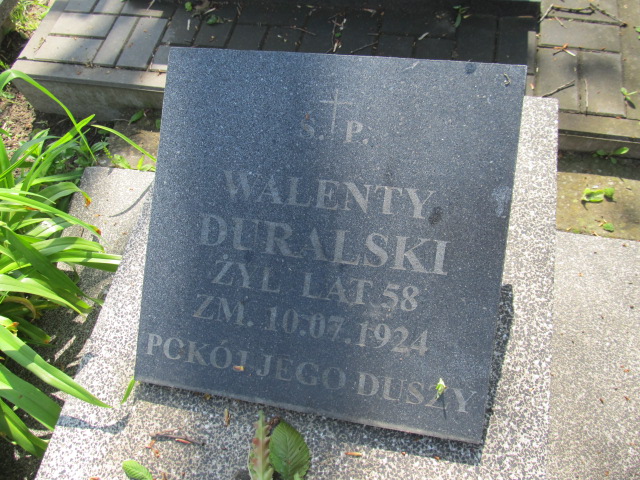 Ś. P.
WALENTY
DURALSKI
ŻYŁ LAT 58
ZM. 10.07.1924
POKÓJ JEGO DUSZY